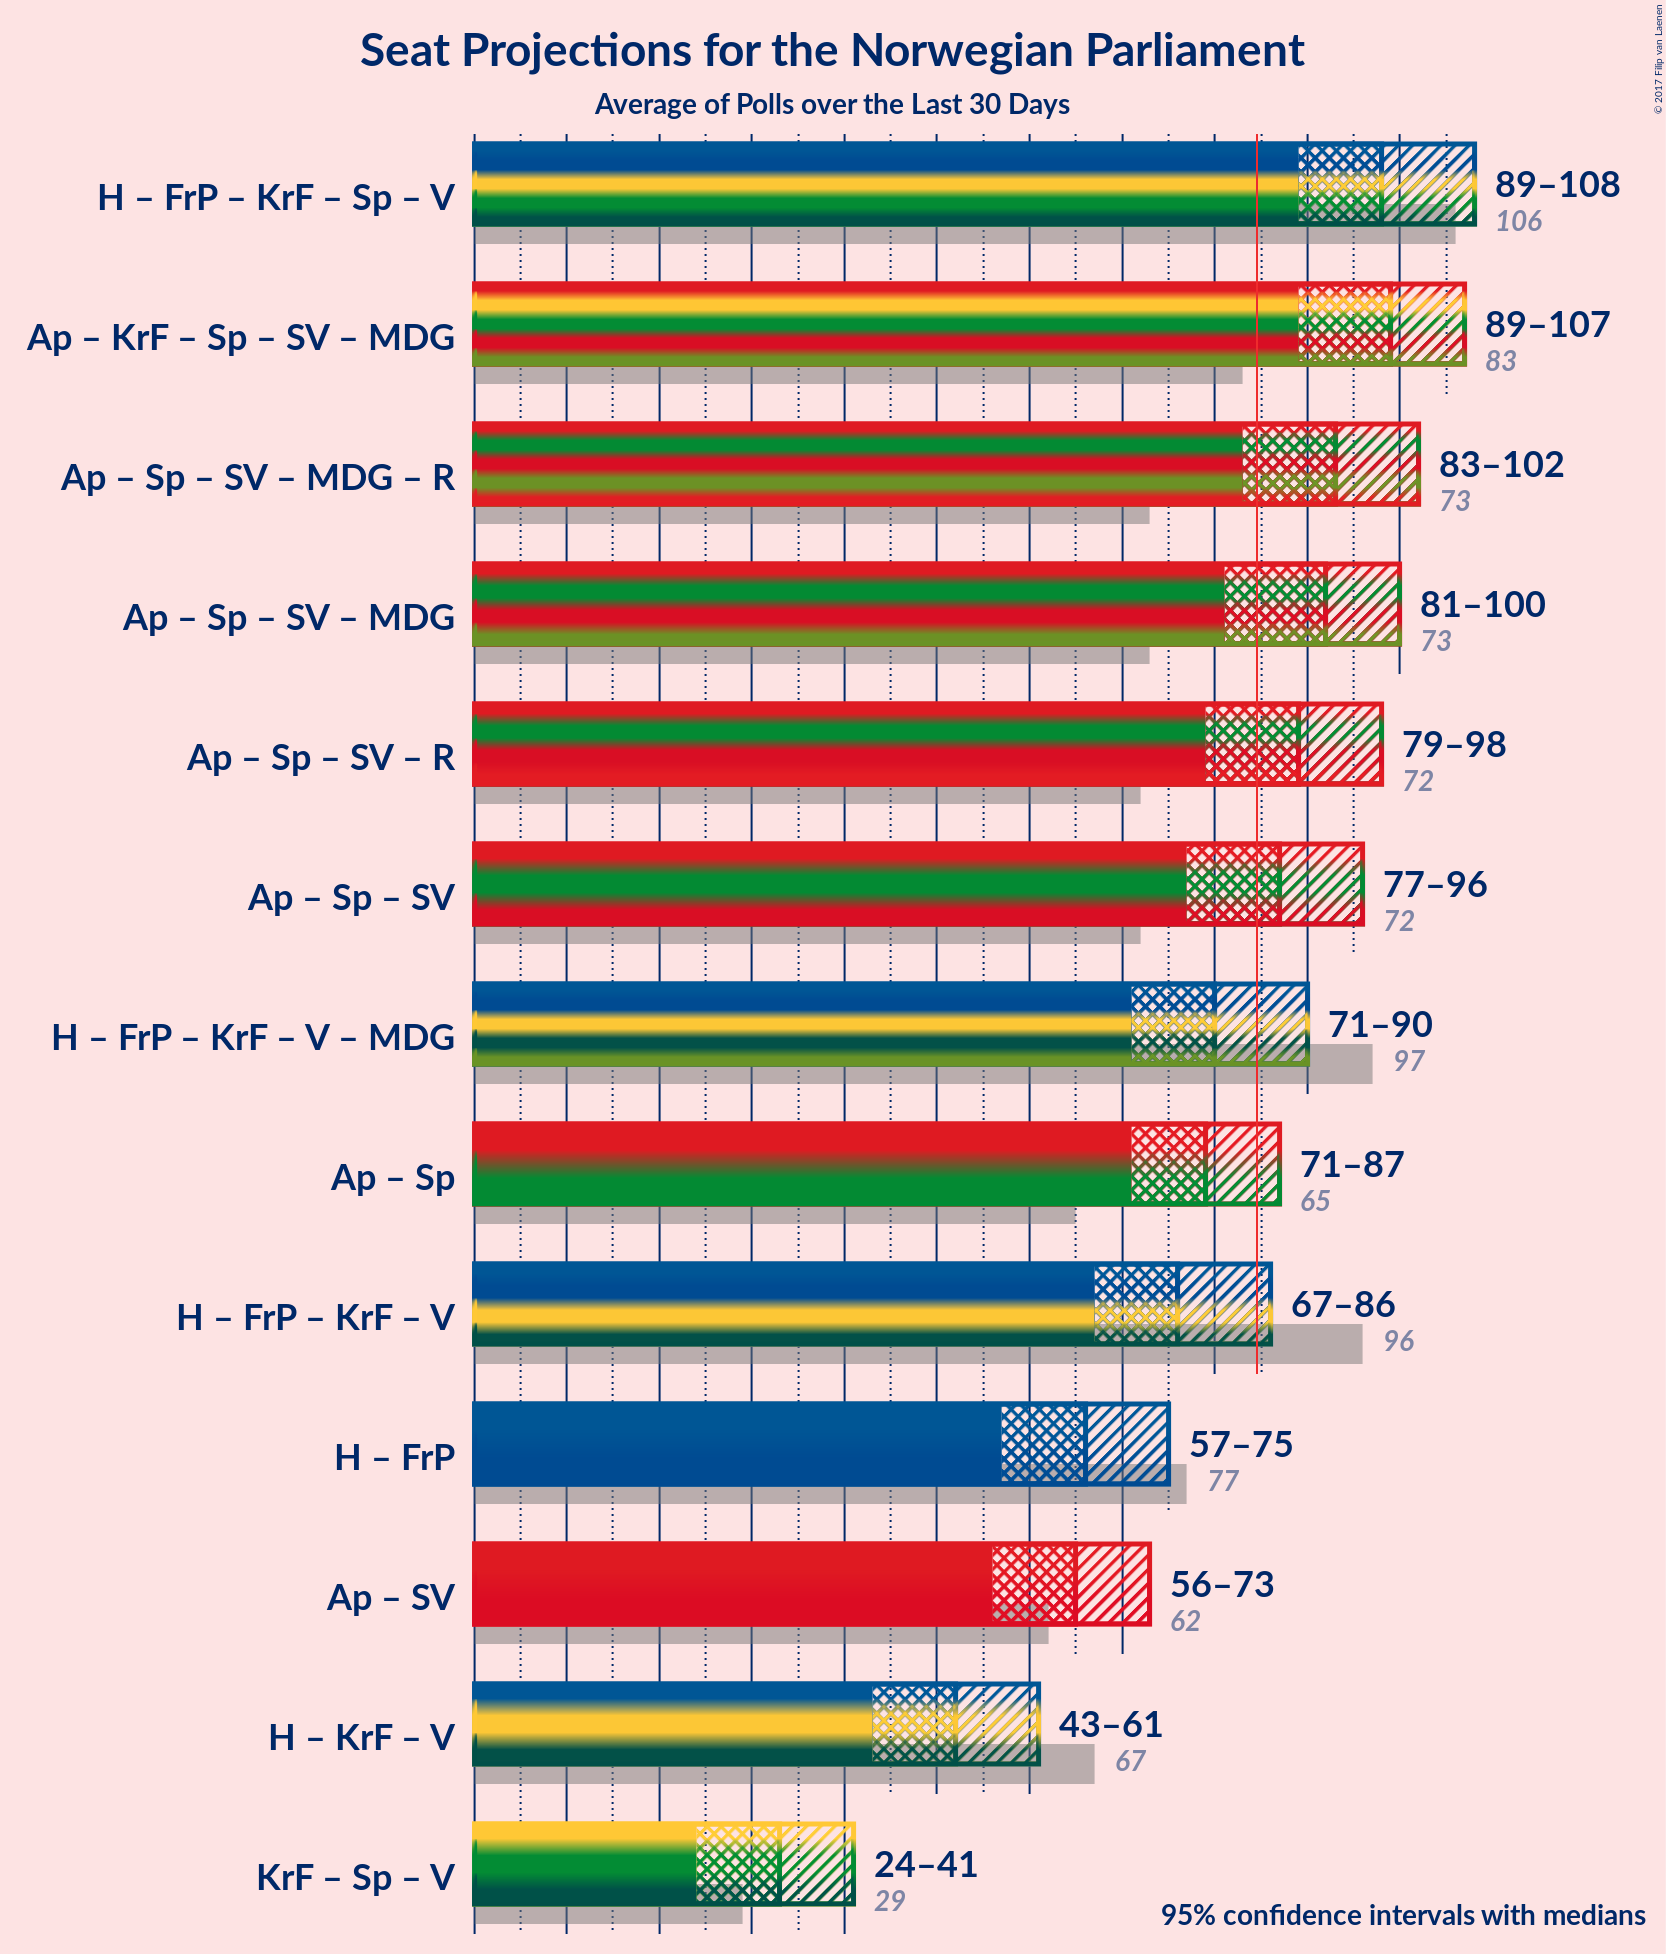 Seat Projections for the Norwegian Parliament
Average of Polls over the Last 30 Days
© 2017 Filip van Laenen
H – FrP – KrF – Sp – V
89–108
106
Ap – KrF – Sp – SV – MDG
89–107
83
Ap – Sp – SV – MDG – R
83–102
73
Ap – Sp – SV – MDG
81–100
73
Ap – Sp – SV – R
79–98
72
Ap – Sp – SV
77–96
72
H – FrP – KrF – V – MDG
71–90
97
Ap – Sp
71–87
65
H – FrP – KrF – V
67–86
96
H – FrP
57–75
77
Ap – SV
56–73
62
H – KrF – V
43–61
67
KrF – Sp – V
24–41
29
95% confidence intervals with medians